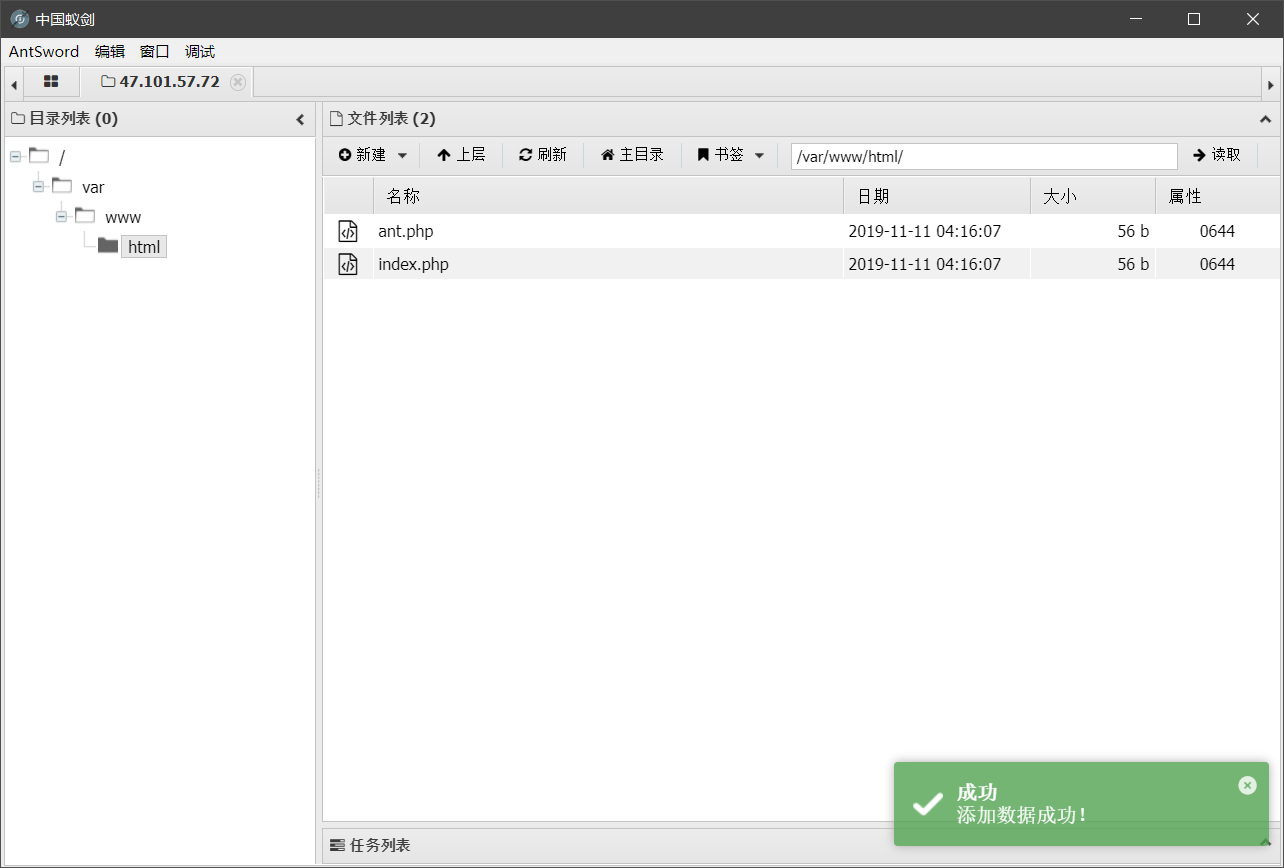 中国蚁剑
AntSword 编辑 窗口 调试
47.101.57.72
目录列表 (0)
/
var
www
html
文件列表 (2)
新建 上层 刷新 主目录 书签 /var/www/html/ 读取
名称 日期 大小 属性
ant.php 2019-11-11 04:16:07 56 b 0644
index.php 2019-11-11 04:16:07 56 b 0644
成功
添加数据成功！
任务列表